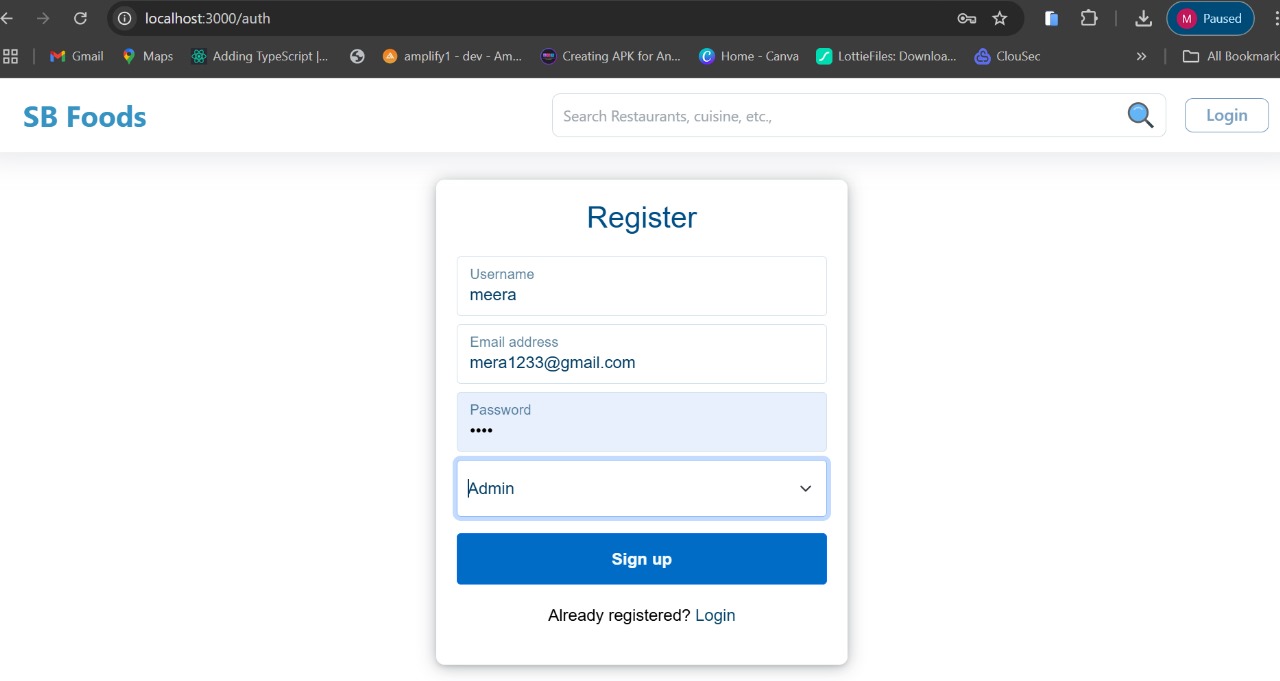 localhost:3000/auth
M Paused
Gmail Maps Adding TypeScript |... amplify1 - dev - Am... Creating APK for An... Home - Canva LottieFiles: Downloa... ClouSec » All Bookmark
SB Foods
Search Restaurants, cuisine, etc.,
Login
Register
Username
meera
Email address
mera1233@gmail.com
Password
••••
Admin
Sign up
Already registered? Login